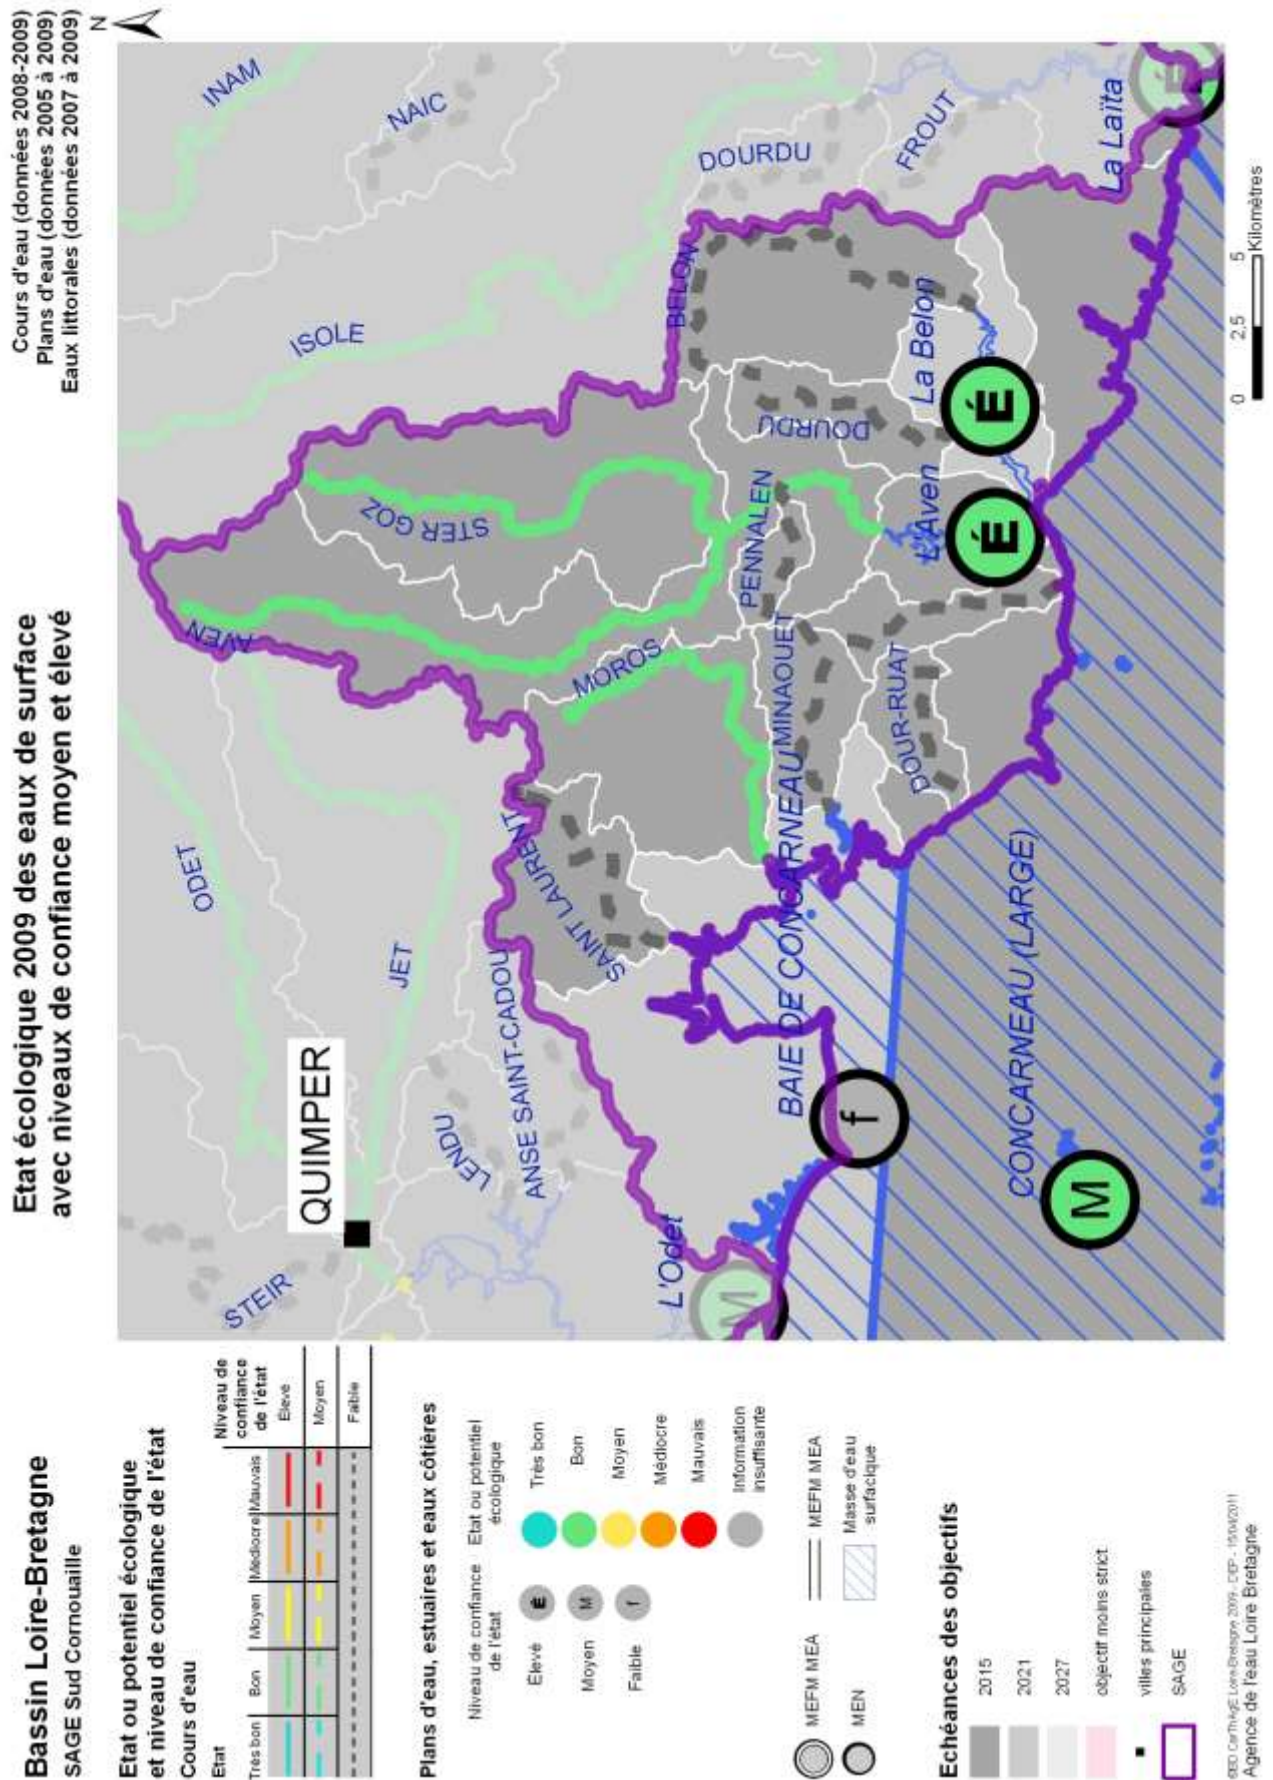 Bassin Loire-Bretagne
SAGE Sud Cornouaille
Etat écologique 2009 des eaux de surface
avec niveaux de confiance moyen et élevé
Cours d'eau (données 2008-2009)
Plans d'eau (données 2005 à 2009)
Eaux littorales (données 2007 à 2009)
N
Etat ou potentiel écologique
et niveau de confiance de l'état
Cours d'eau
Etat
Niveau de
confiance
de l'état
Très bon
Bon
Moyen
Médiocre
Mauvais
Élevé
Moyen
Faible
Plans d'eau, estuaires et eaux côtières
Niveau de confiance
de l'état
Etat ou potentiel
écologique
Élevé
É
Très bon
Moyen
M
Bon
Faible
f
Moyen
Médiocre
Mauvais
Information
insuffisante
MEFM MEA
MEFM MEA
MEN
Masse d'eau
surfacique
Echéances des objectifs
2015
2021
2027
objectif moins strict
villes principales
SAGE
Agence de l'eau Loire Bretagne
STEIR
ODET
QUIMPER
JET
LENDU
ANSE SAINT-CADOU
L'Odet
M
SAINT LAURENT
AVEN
STER GOZ
ISOLE
INAM
NAIC
MOROS
PENNALEN
MINAOUET
DOURDU
BELON
DOURDU
FROUT
DOUR-RUAT
L'Aven
La Belon
La Laïta
É
É
E
BAIE DE CONCARNEAU
f
CONCARNEAU (LARGE)
M
0
2,5
5
Kilomètres